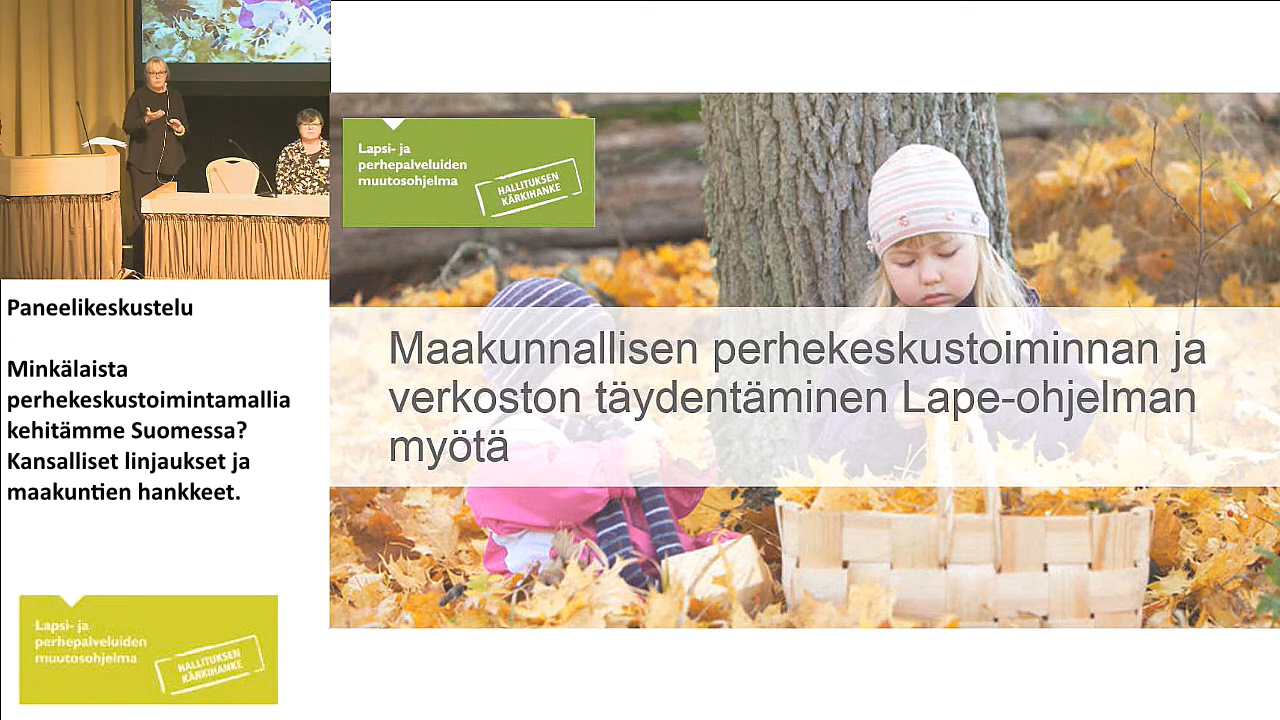 Paneelikeskustelu
Minkälaista
perhekeskustoimintamallia
kehitämme Suomessa?
Kansalliset linjaukset ja
maakuntien hankkeet.
Lapsi- ja
perhepalveluiden
muutosohjelma
HALLITUKSEN
KÄRKIHANKE
Lapsi- ja
perhepalveluiden
muutosohjelma
HALLITUKSEN
KÄRKIHANKE
Maakunnallisen perhekeskustoiminnan ja
verkoston täydentäminen Lape-ohjelman
myötä